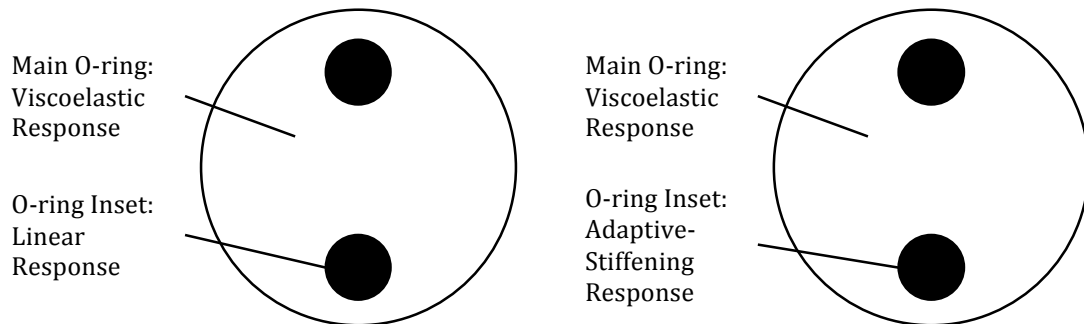 Main O-ring:
Viscoelastic
Response
O-ring Inset:
Linear
Response
Main O-ring:
Viscoelastic
Response
O-ring Inset:
Adaptive-
Stiffening
Response